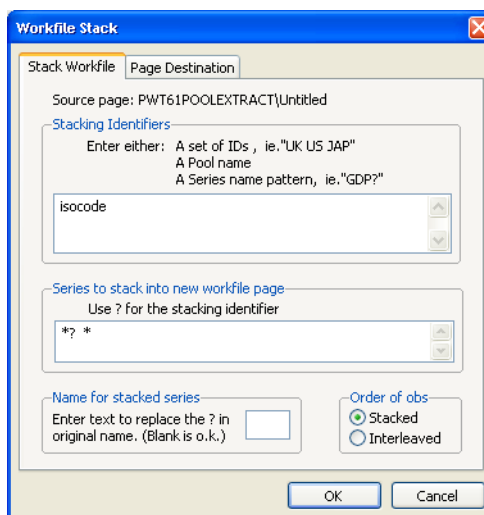 Workfile Stack
Stack Workfile
Page Destination
Source page: PWT61POOLEXTRACT\Untitled
Stacking Identifiers
Enter either: A set of IDs , ie."UK US JAP"
A Pool name
A Series name pattern, ie."GDP?"
isocode
Series to stack into new workfile page
Use ? for the stacking identifier
*? *
Name for stacked series
Enter text to replace the ? in
original name. (Blank is o.k.)
Order of obs
Stacked
Interleaved
OK
Cancel